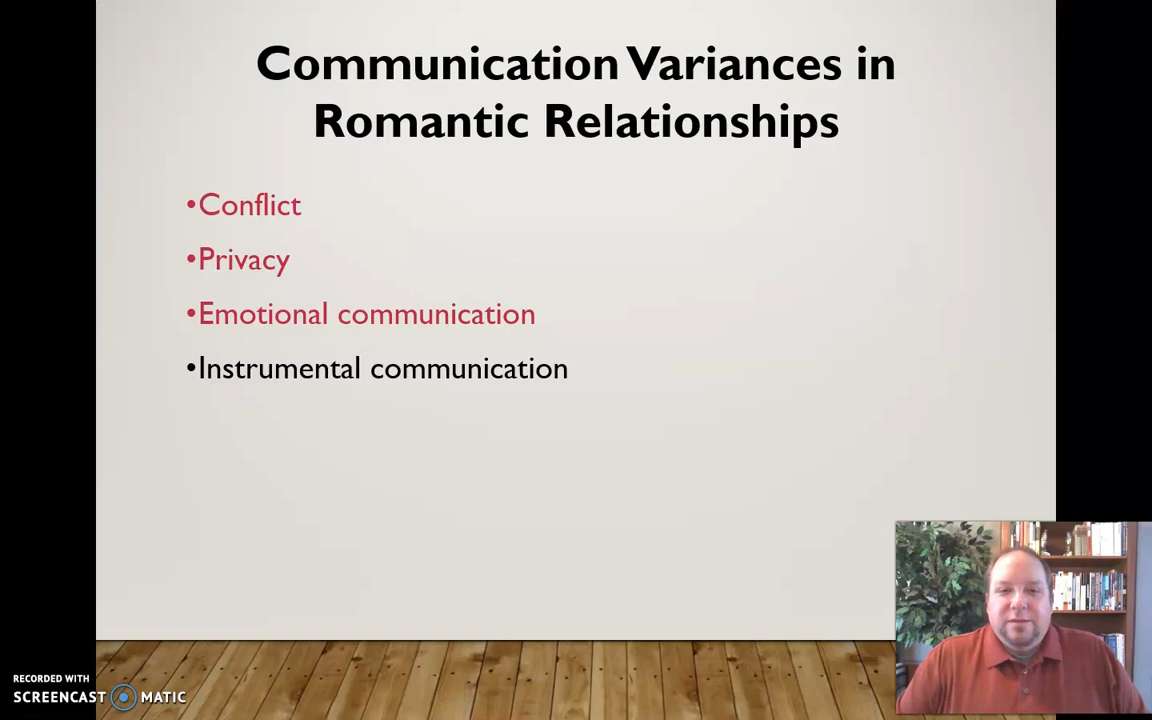 Communication Variances in
Romantic Relationships
•Conflict
•Privacy
•Emotional communication
•Instrumental communication
RECORDED WITH
SCREENCAST MATIC